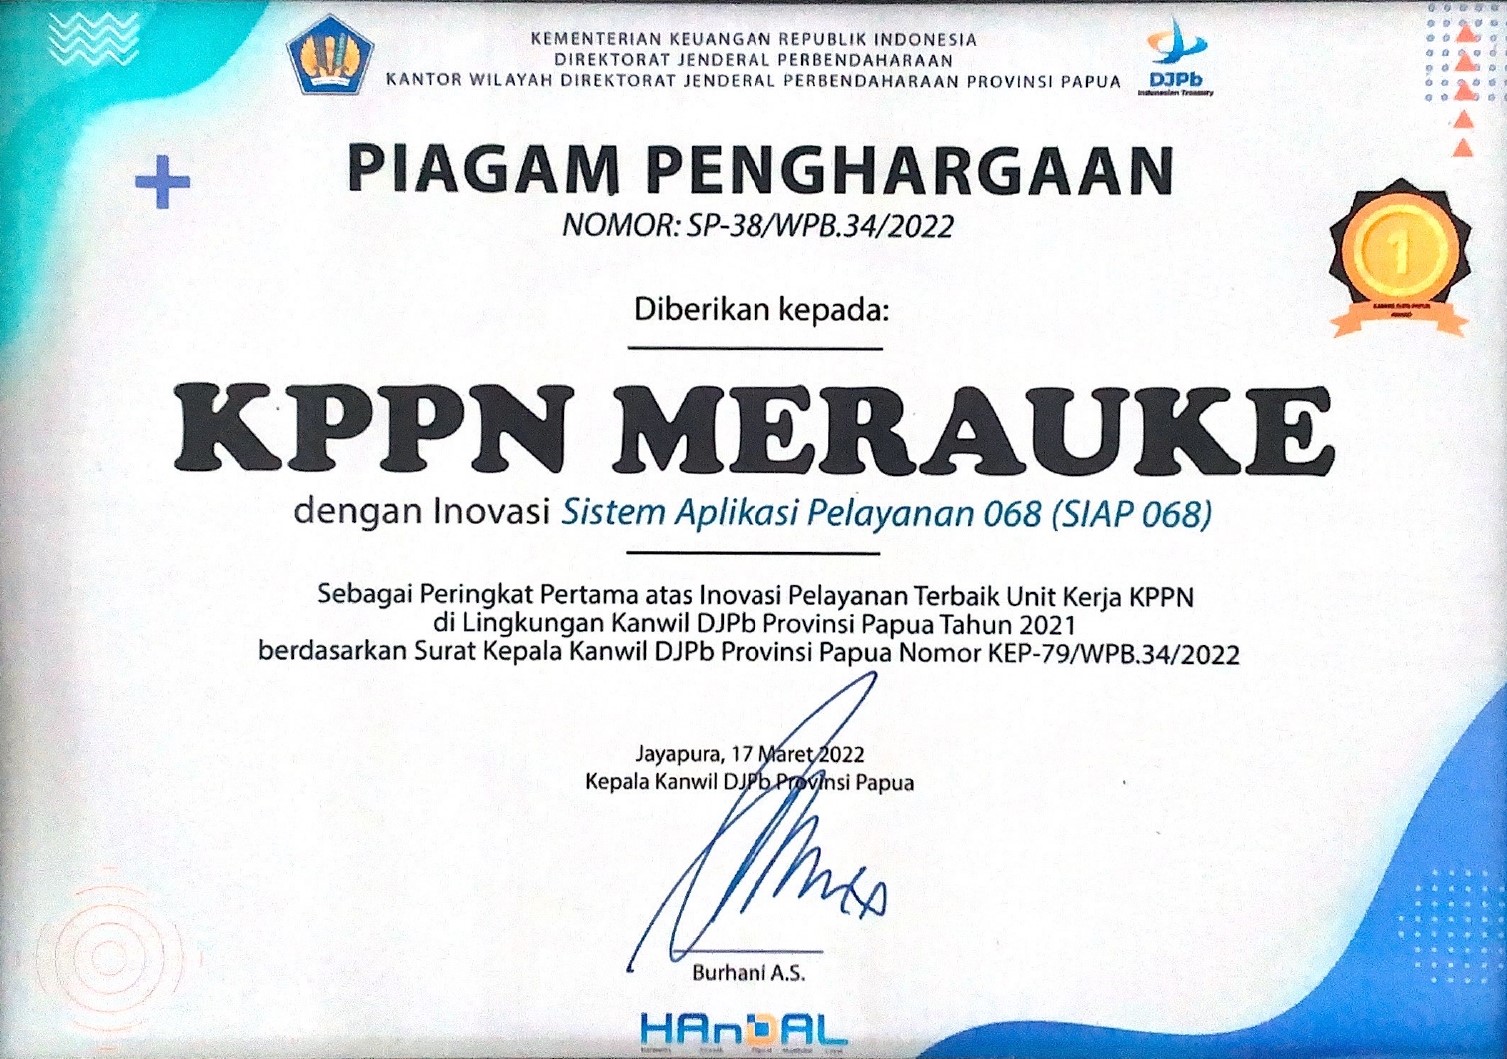 KEMENTERIAN KEUANGAN REPUBLIK INDONESIA
DIREKTORAT JENDERAL PERBENDAHARAAN
KANTOR WILAYAH DIREKTORAT JENDERAL PERBENDAHARAAN PROVINSI PAPUA
DJPb
Indonesian Treasury
PIAGAM PENGHARGAAN
NOMOR: SP-38/WPB.34/2022
1
Diberikan kepada:
KPPN MERAUKE
dengan Inovasi Sistem Aplikasi Pelayanan 068 (SIAP 068)
Sebagai Peringkat Pertama atas Inovasi Pelayanan Terbaik Unit Kerja KPPN
di Lingkungan Kanwil DJPb Provinsi Papua Tahun 2021
berdasarkan Surat Kepala Kanwil DJPb Provinsi Papua Nomor KEP-79/WPB.34/2022
Jayapura, 17 Maret 2022
Kepala Kanwil DJPb Provinsi Papua
Burhani A.S.
HAnDAL